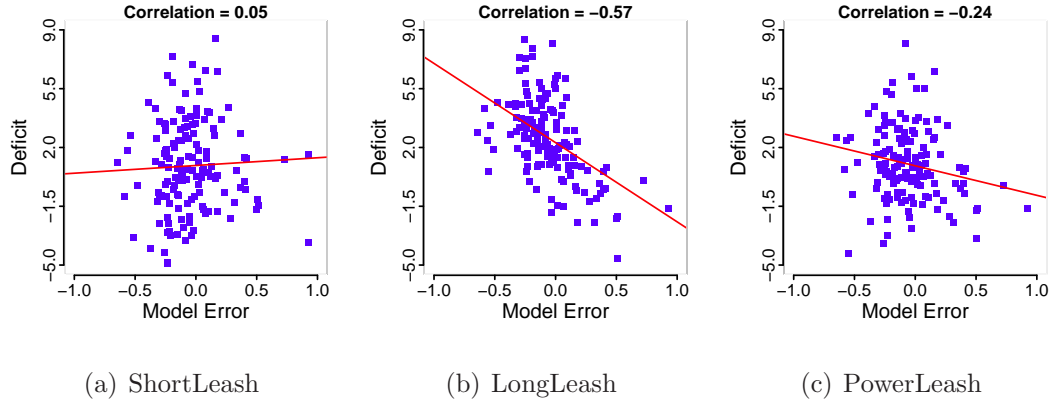 Correlation = 0.05
9.0
5.5
2.0
−1.5
−5.0
Deficit
−1.0 −0.5 0.0 0.5 1.0
Model Error
(a) ShortLeash
Correlation = −0.57
9.0
5.5
2.0
−1.5
−5.0
Deficit
−1.0 −0.5 0.0 0.5 1.0
Model Error
(b) LongLeash
Correlation = −0.24
9.0
5.5
2.0
−1.5
−5.0
Deficit
−1.0 −0.5 0.0 0.5 1.0
Model Error
(c) PowerLeash